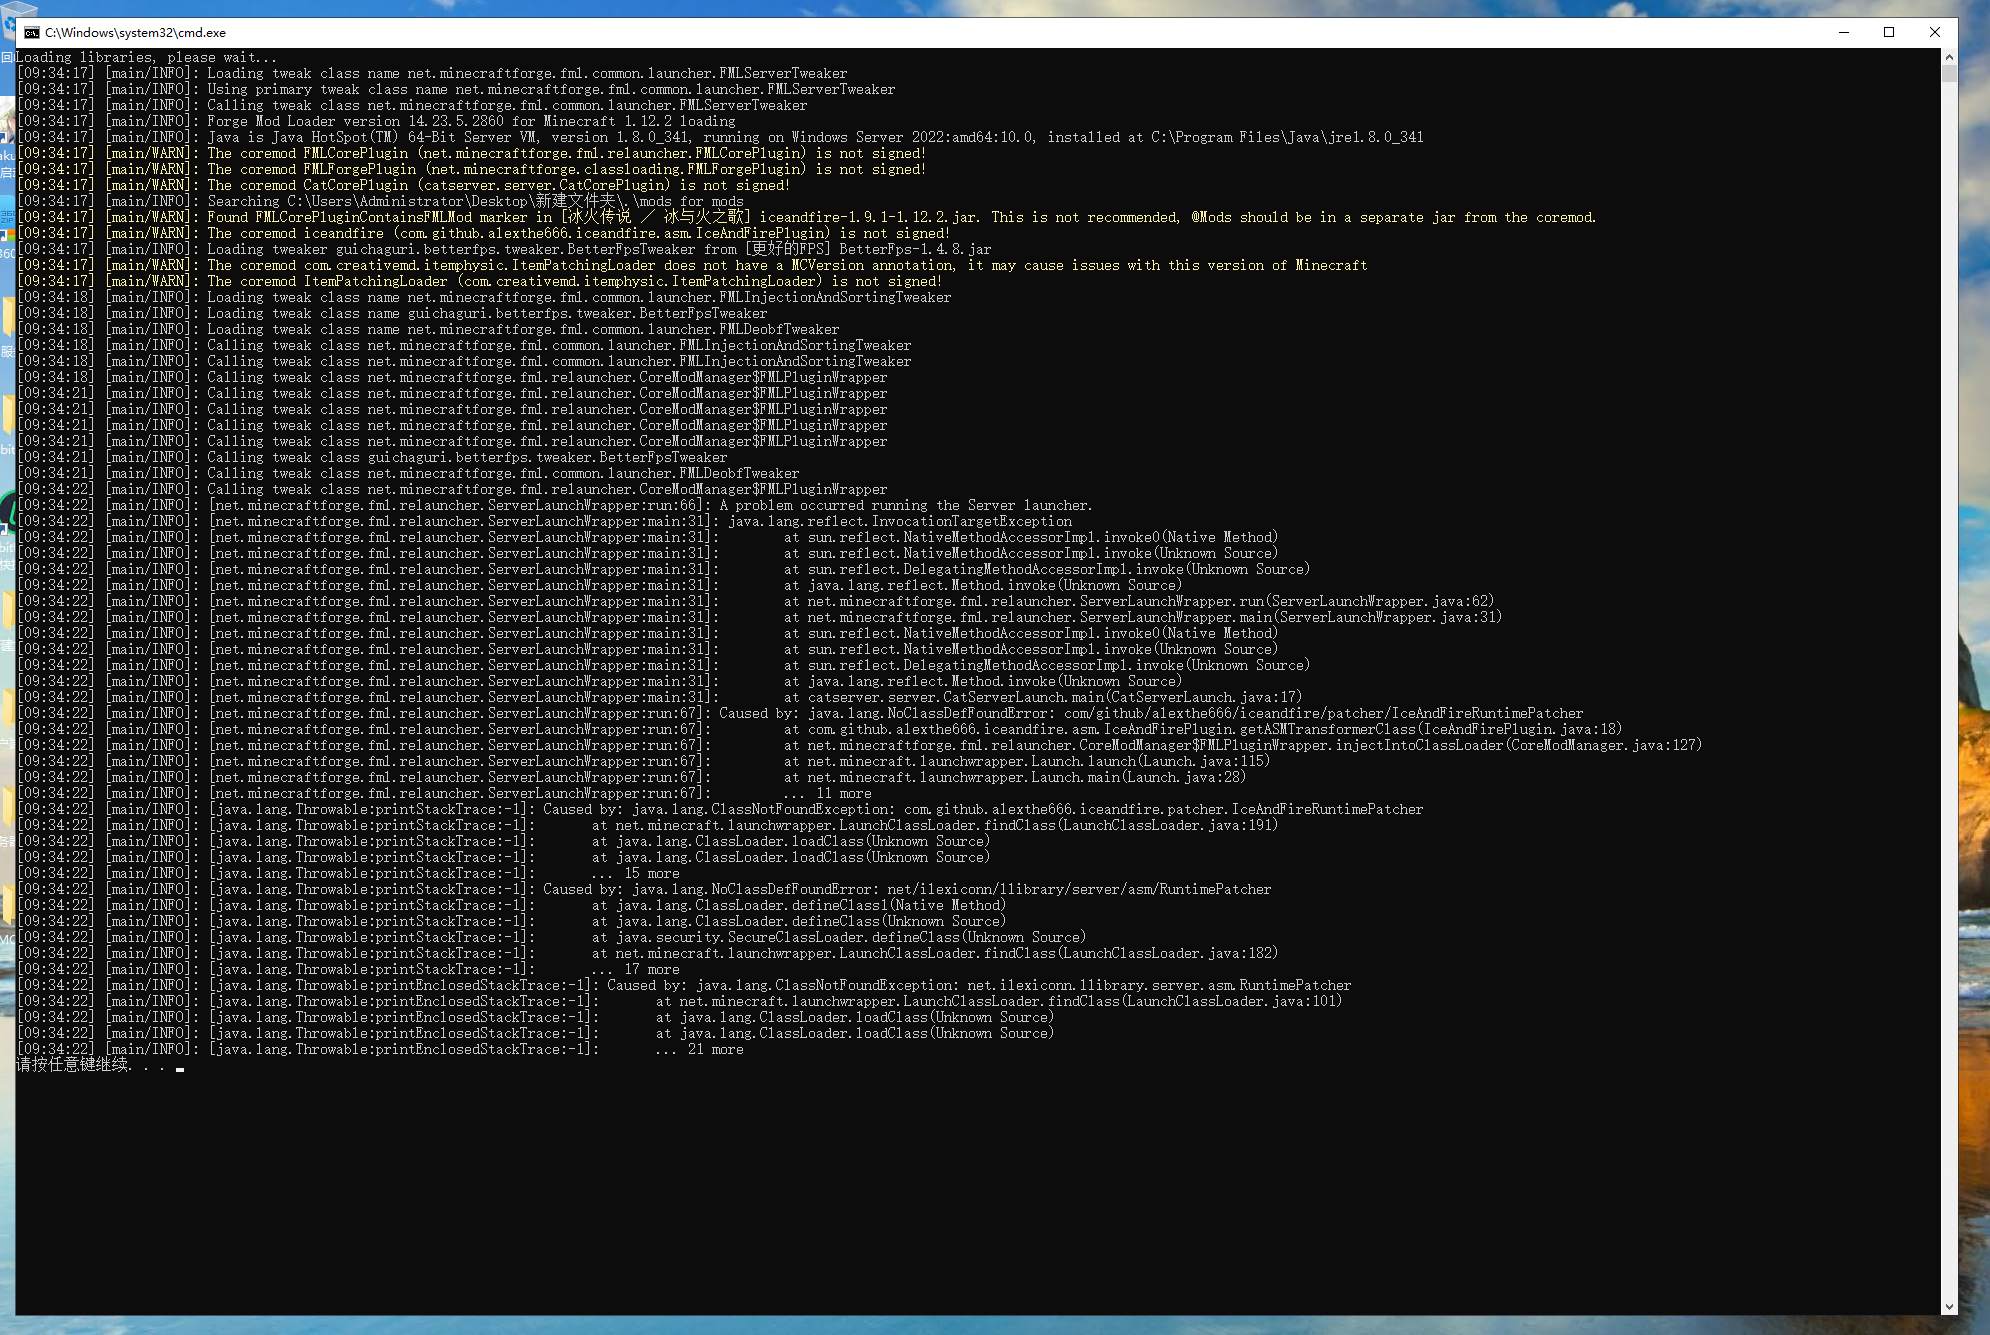 C:\Windows\system32\cmd.exe
Loading libraries, please wait...
[09:34:17] [main/INFO]: Loading tweak class name net.minecraftforge.fml.common.launcher.FMLServerTweaker
[09:34:17] [main/INFO]: Using primary tweak class name net.minecraftforge.fml.common.launcher.FMLServerTweaker
[09:34:17] [main/INFO]: Calling tweak class net.minecraftforge.fml.common.launcher.FMLServerTweaker
[09:34:17] [main/INFO]: Forge Mod Loader version 14.23.5.2860 for Minecraft 1.12.2 loading
[09:34:17] [main/INFO]: Java is Java HotSpot(TM) 64-Bit Server VM, version 1.8.0_341, running on Windows Server 2022:amd64:10.0, installed at C:\Program Files\Java\jre1.8.0_341
[09:34:17] [main/WARN]: The coremod FMLCorePlugin (net.minecraftforge.fml.relauncher.FMLCorePlugin) is not signed!
[09:34:17] [main/WARN]: The coremod FMLForgePlugin (net.minecraftforge.classloading.FMLForgePlugin) is not signed!
[09:34:17] [main/WARN]: The coremod CatCorePlugin (catserver.server.CatCorePlugin) is not signed!
[09:34:17] [main/INFO]: Searching C:\Users\Administrator\Desktop\新建文件夹\.\mods for mods
[09:34:17] [main/WARN]: Found FMLCorePluginContainsFMLMod marker in [冰火传说 ／ 冰与火之歌] iceandfire-1.9.1-1.12.2.jar. This is not recommended, @Mods should be in a separate jar from the coremod.
[09:34:17] [main/WARN]: The coremod iceandfire (com.github.alexthe666.iceandfire.asm.IceAndFirePlugin) is not signed!
[09:34:17] [main/INFO]: Loading tweaker guichaguri.betterfps.tweaker.BetterFpsTweaker from [更好的FPS] BetterFps-1.4.8.jar
[09:34:17] [main/WARN]: The coremod com.creativemd.itemphysic.ItemPatchingLoader does not have a MCVersion annotation, it may cause issues with this version of Minecraft
[09:34:17] [main/WARN]: The coremod ItemPatchingLoader (com.creativemd.itemphysic.ItemPatchingLoader) is not signed!
[09:34:18] [main/INFO]: Loading tweak class name net.minecraftforge.fml.common.launcher.FMLInjectionAndSortingTweaker
[09:34:18] [main/INFO]: Loading tweak class name guichaguri.betterfps.tweaker.BetterFpsTweaker
[09:34:18] [main/INFO]: Loading tweak class name net.minecraftforge.fml.common.launcher.FMLDeobfTweaker
[09:34:18] [main/INFO]: Calling tweak class net.minecraftforge.fml.common.launcher.FMLInjectionAndSortingTweaker
[09:34:18] [main/INFO]: Calling tweak class net.minecraftforge.fml.common.launcher.FMLInjectionAndSortingTweaker
[09:34:18] [main/INFO]: Calling tweak class net.minecraftforge.fml.relauncher.CoreModManager$FMLPluginWrapper
[09:34:21] [main/INFO]: Calling tweak class net.minecraftforge.fml.relauncher.CoreModManager$FMLPluginWrapper
[09:34:21] [main/INFO]: Calling tweak class net.minecraftforge.fml.relauncher.CoreModManager$FMLPluginWrapper
[09:34:21] [main/INFO]: Calling tweak class net.minecraftforge.fml.relauncher.CoreModManager$FMLPluginWrapper
[09:34:21] [main/INFO]: Calling tweak class net.minecraftforge.fml.relauncher.CoreModManager$FMLPluginWrapper
[09:34:21] [main/INFO]: Calling tweak class guichaguri.betterfps.tweaker.BetterFpsTweaker
[09:34:21] [main/INFO]: Calling tweak class net.minecraftforge.fml.common.launcher.FMLDeobfTweaker
[09:34:22] [main/INFO]: Calling tweak class net.minecraftforge.fml.relauncher.CoreModManager$FMLPluginWrapper
[09:34:22] [main/INFO]: [net.minecraftforge.fml.relauncher.ServerLaunchWrapper:run:66]: A problem occurred running the Server launcher.
[09:34:22] [main/INFO]: [net.minecraftforge.fml.relauncher.ServerLaunchWrapper:main:31]: java.lang.reflect.InvocationTargetException
[09:34:22] [main/INFO]: [net.minecraftforge.fml.relauncher.ServerLaunchWrapper:main:31]: at sun.reflect.NativeMethodAccessorImpl.invoke0(Native Method)
[09:34:22] [main/INFO]: [net.minecraftforge.fml.relauncher.ServerLaunchWrapper:main:31]: at sun.reflect.NativeMethodAccessorImpl.invoke(Unknown Source)
[09:34:22] [main/INFO]: [net.minecraftforge.fml.relauncher.ServerLaunchWrapper:main:31]: at sun.reflect.DelegatingMethodAccessorImpl.invoke(Unknown Source)
[09:34:22] [main/INFO]: [net.minecraftforge.fml.relauncher.ServerLaunchWrapper:main:31]: at java.lang.reflect.Method.invoke(Unknown Source)
[09:34:22] [main/INFO]: [net.minecraftforge.fml.relauncher.ServerLaunchWrapper:main:31]: at net.minecraftforge.fml.relauncher.ServerLaunchWrapper.run(ServerLaunchWrapper.java:62)
[09:34:22] [main/INFO]: [net.minecraftforge.fml.relauncher.ServerLaunchWrapper:main:31]: at net.minecraftforge.fml.relauncher.ServerLaunchWrapper.main(ServerLaunchWrapper.java:31)
[09:34:22] [main/INFO]: [net.minecraftforge.fml.relauncher.ServerLaunchWrapper:main:31]: at sun.reflect.NativeMethodAccessorImpl.invoke0(Native Method)
[09:34:22] [main/INFO]: [net.minecraftforge.fml.relauncher.ServerLaunchWrapper:main:31]: at sun.reflect.NativeMethodAccessorImpl.invoke(Unknown Source)
[09:34:22] [main/INFO]: [net.minecraftforge.fml.relauncher.ServerLaunchWrapper:main:31]: at sun.reflect.DelegatingMethodAccessorImpl.invoke(Unknown Source)
[09:34:22] [main/INFO]: [net.minecraftforge.fml.relauncher.ServerLaunchWrapper:main:31]: at java.lang.reflect.Method.invoke(Unknown Source)
[09:34:22] [main/INFO]: [net.minecraftforge.fml.relauncher.ServerLaunchWrapper:main:31]: at catserver.server.CatServerLaunch.main(CatServerLaunch.java:17)
[09:34:22] [main/INFO]: [net.minecraftforge.fml.relauncher.ServerLaunchWrapper:run:67]: Caused by: java.lang.NoClassDefFoundError: com/github/alexthe666/iceandfire/patcher/IceAndFireRuntimePatcher
[09:34:22] [main/INFO]: [net.minecraftforge.fml.relauncher.ServerLaunchWrapper:run:67]: at com.github.alexthe666.iceandfire.asm.IceAndFirePlugin.getASMTransformerClass(IceAndFirePlugin.java:18)
[09:34:22] [main/INFO]: [net.minecraftforge.fml.relauncher.ServerLaunchWrapper:run:67]: at net.minecraftforge.fml.relauncher.CoreModManager$FMLPluginWrapper.injectIntoClassLoader(CoreModManager.java:127)
[09:34:22] [main/INFO]: [net.minecraftforge.fml.relauncher.ServerLaunchWrapper:run:67]: at net.minecraft.launchwrapper.Launch.launch(Launch.java:115)
[09:34:22] [main/INFO]: [net.minecraftforge.fml.relauncher.ServerLaunchWrapper:run:67]: at net.minecraft.launchwrapper.Launch.main(Launch.java:28)
[09:34:22] [main/INFO]: [net.minecraftforge.fml.relauncher.ServerLaunchWrapper:run:67]: ... 11 more
[09:34:22] [main/INFO]: [java.lang.Throwable:printStackTrace:-1]: Caused by: java.lang.ClassNotFoundException: com.github.alexthe666.iceandfire.patcher.IceAndFireRuntimePatcher
[09:34:22] [main/INFO]: [java.lang.Throwable:printStackTrace:-1]: at net.minecraft.launchwrapper.LaunchClassLoader.findClass(LaunchClassLoader.java:191)
[09:34:22] [main/INFO]: [java.lang.Throwable:printStackTrace:-1]: at java.lang.ClassLoader.loadClass(Unknown Source)
[09:34:22] [main/INFO]: [java.lang.Throwable:printStackTrace:-1]: at java.lang.ClassLoader.loadClass(Unknown Source)
[09:34:22] [main/INFO]: [java.lang.Throwable:printStackTrace:-1]: ... 15 more
[09:34:22] [main/INFO]: [java.lang.Throwable:printStackTrace:-1]: Caused by: java.lang.NoClassDefFoundError: net/ilexiconn/llibrary/server/asm/RuntimePatcher
[09:34:22] [main/INFO]: [java.lang.Throwable:printStackTrace:-1]: at java.lang.ClassLoader.defineClass1(Native Method)
[09:34:22] [main/INFO]: [java.lang.Throwable:printStackTrace:-1]: at java.lang.ClassLoader.defineClass(Unknown Source)
[09:34:22] [main/INFO]: [java.lang.Throwable:printStackTrace:-1]: at java.security.SecureClassLoader.defineClass(Unknown Source)
[09:34:22] [main/INFO]: [java.lang.Throwable:printStackTrace:-1]: at net.minecraft.launchwrapper.LaunchClassLoader.findClass(LaunchClassLoader.java:182)
[09:34:22] [main/INFO]: [java.lang.Throwable:printStackTrace:-1]: ... 17 more
[09:34:22] [main/INFO]: [java.lang.Throwable:printEnclosedStackTrace:-1]: Caused by: java.lang.ClassNotFoundException: net.ilexiconn.llibrary.server.asm.RuntimePatcher
[09:34:22] [main/INFO]: [java.lang.Throwable:printEnclosedStackTrace:-1]: at net.minecraft.launchwrapper.LaunchClassLoader.findClass(LaunchClassLoader.java:101)
[09:34:22] [main/INFO]: [java.lang.Throwable:printEnclosedStackTrace:-1]: at java.lang.ClassLoader.loadClass(Unknown Source)
[09:34:22] [main/INFO]: [java.lang.Throwable:printEnclosedStackTrace:-1]: at java.lang.ClassLoader.loadClass(Unknown Source)
[09:34:22] [main/INFO]: [java.lang.Throwable:printEnclosedStackTrace:-1]: ... 21 more
请按任意键继续. . .